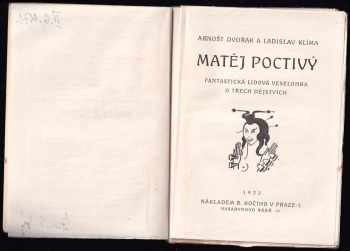 ARNOŠT DVOŘÁK A LADISLAV KLÍMA
MATĚJ POCTIVÝ
FANTASTICKÁ LIDOVÁ VESELOHRA
O TŘECH DĚJSTVÍCH
1922
NÁKLADEM B. KOČÍHO V PRAZE-I.